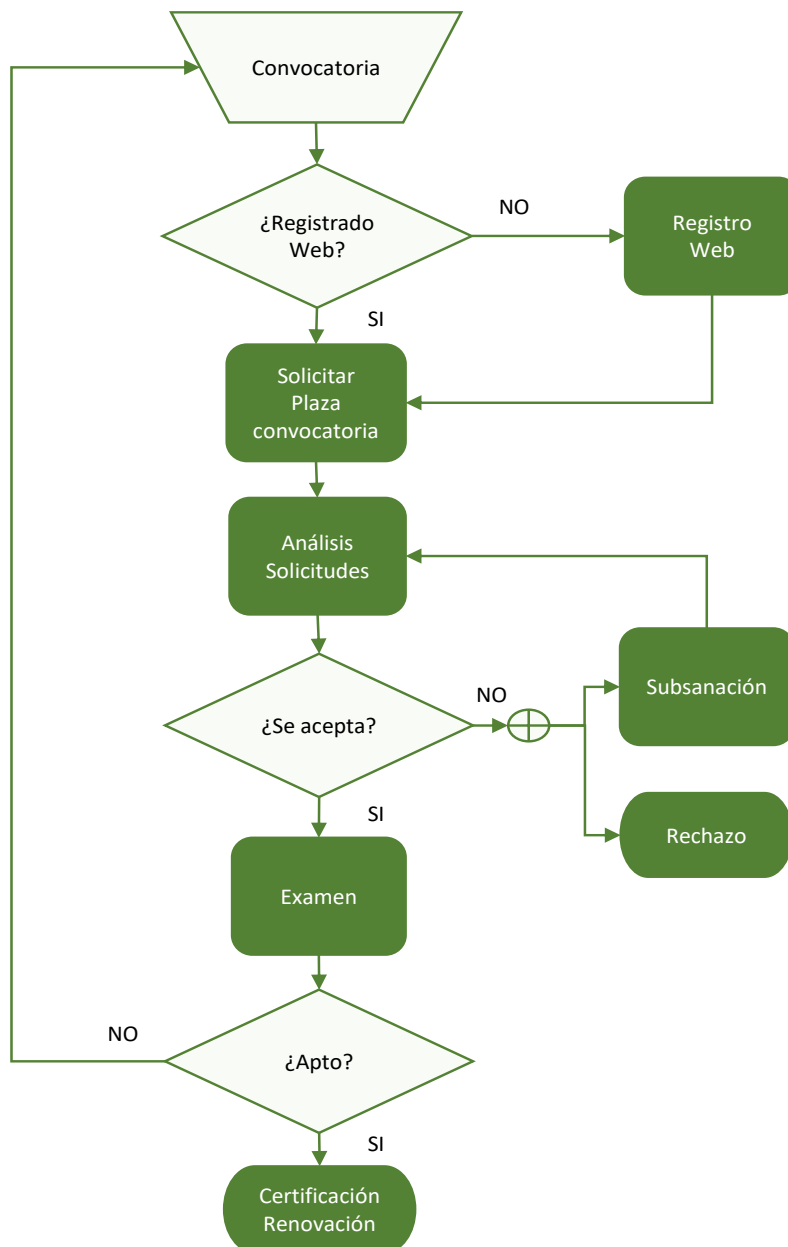 Convocatoria
¿Registrado
Web?
NO
Registro
Web
SI
Solicitar
Plaza
convocatoria
Análisis
Solicitudes
¿Se acepta?
NO
Subsanación
Rechazo
SI
Examen
¿Apto?
NO
SI
Certificación
Renovación